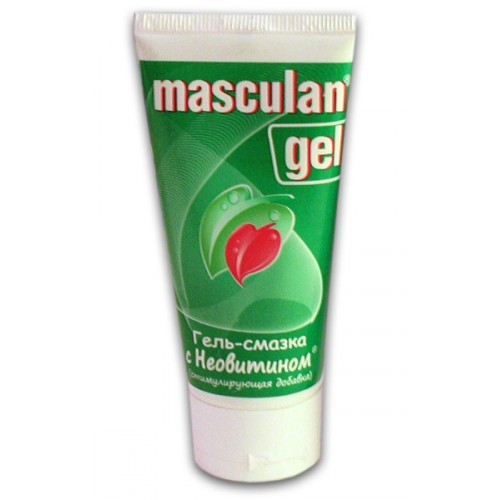 masculan®
gel
Гель-смазка
с Неовитином®
(стимулирующая добавка)